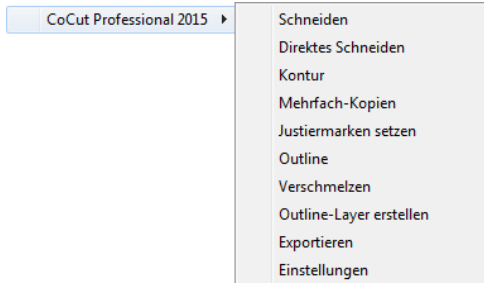 CoCut Professional 2015
Schneiden
Direktes Schneiden
Kontur
Mehrfach-Kopien
Justiermarken setzen
Outline
Verschmelzen
Outline-Layer erstellen
Exportieren
Einstellungen